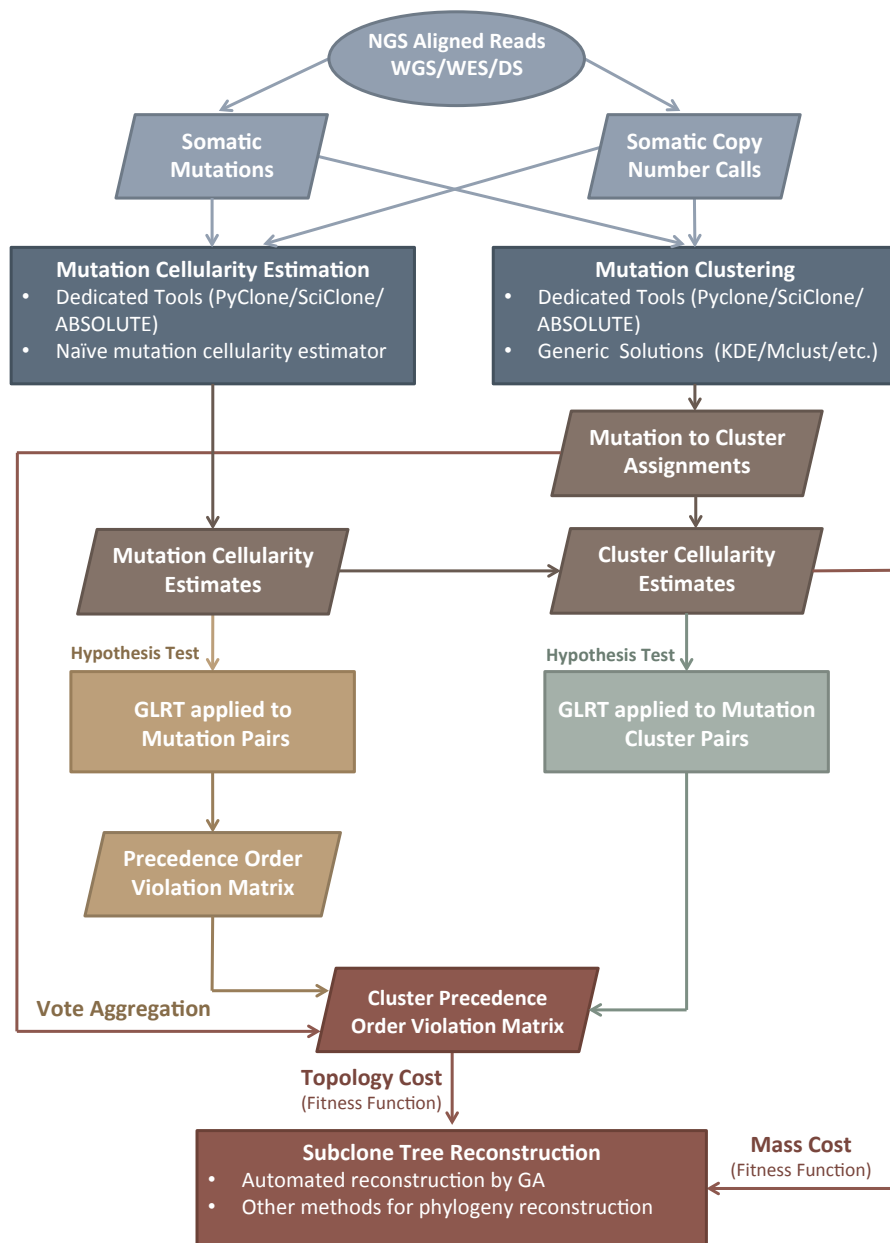 NGS Aligned Reads
WGS/WES/DS
Somatic
Mutations
Somatic Copy
Number Calls
Mutation Cellularity Estimation
• Dedicated Tools (PyClone/SciClone/
ABSOLUTE)
• Naïve mutation cellularity estimator
Mutation Clustering
• Dedicated Tools (Pyclone/SciClone/
ABSOLUTE)
• Generic Solutions (KDE/Mclust/etc.)
Mutation to Cluster
Assignments
Mutation Cellularity
Estimates
Cluster Cellularity
Estimates
Hypothesis Test
Hypothesis Test
GLRT applied to
Mutation Pairs
GLRT applied to Mutation
Cluster Pairs
Precedence Order
Violation Matrix
Vote Aggregation
Cluster Precedence
Order Violation Matrix
Topology Cost
(Fitness Function)
Subclone Tree Reconstruction
• Automated reconstruction by GA
• Other methods for phylogeny reconstruction
Mass Cost
(Fitness Function)